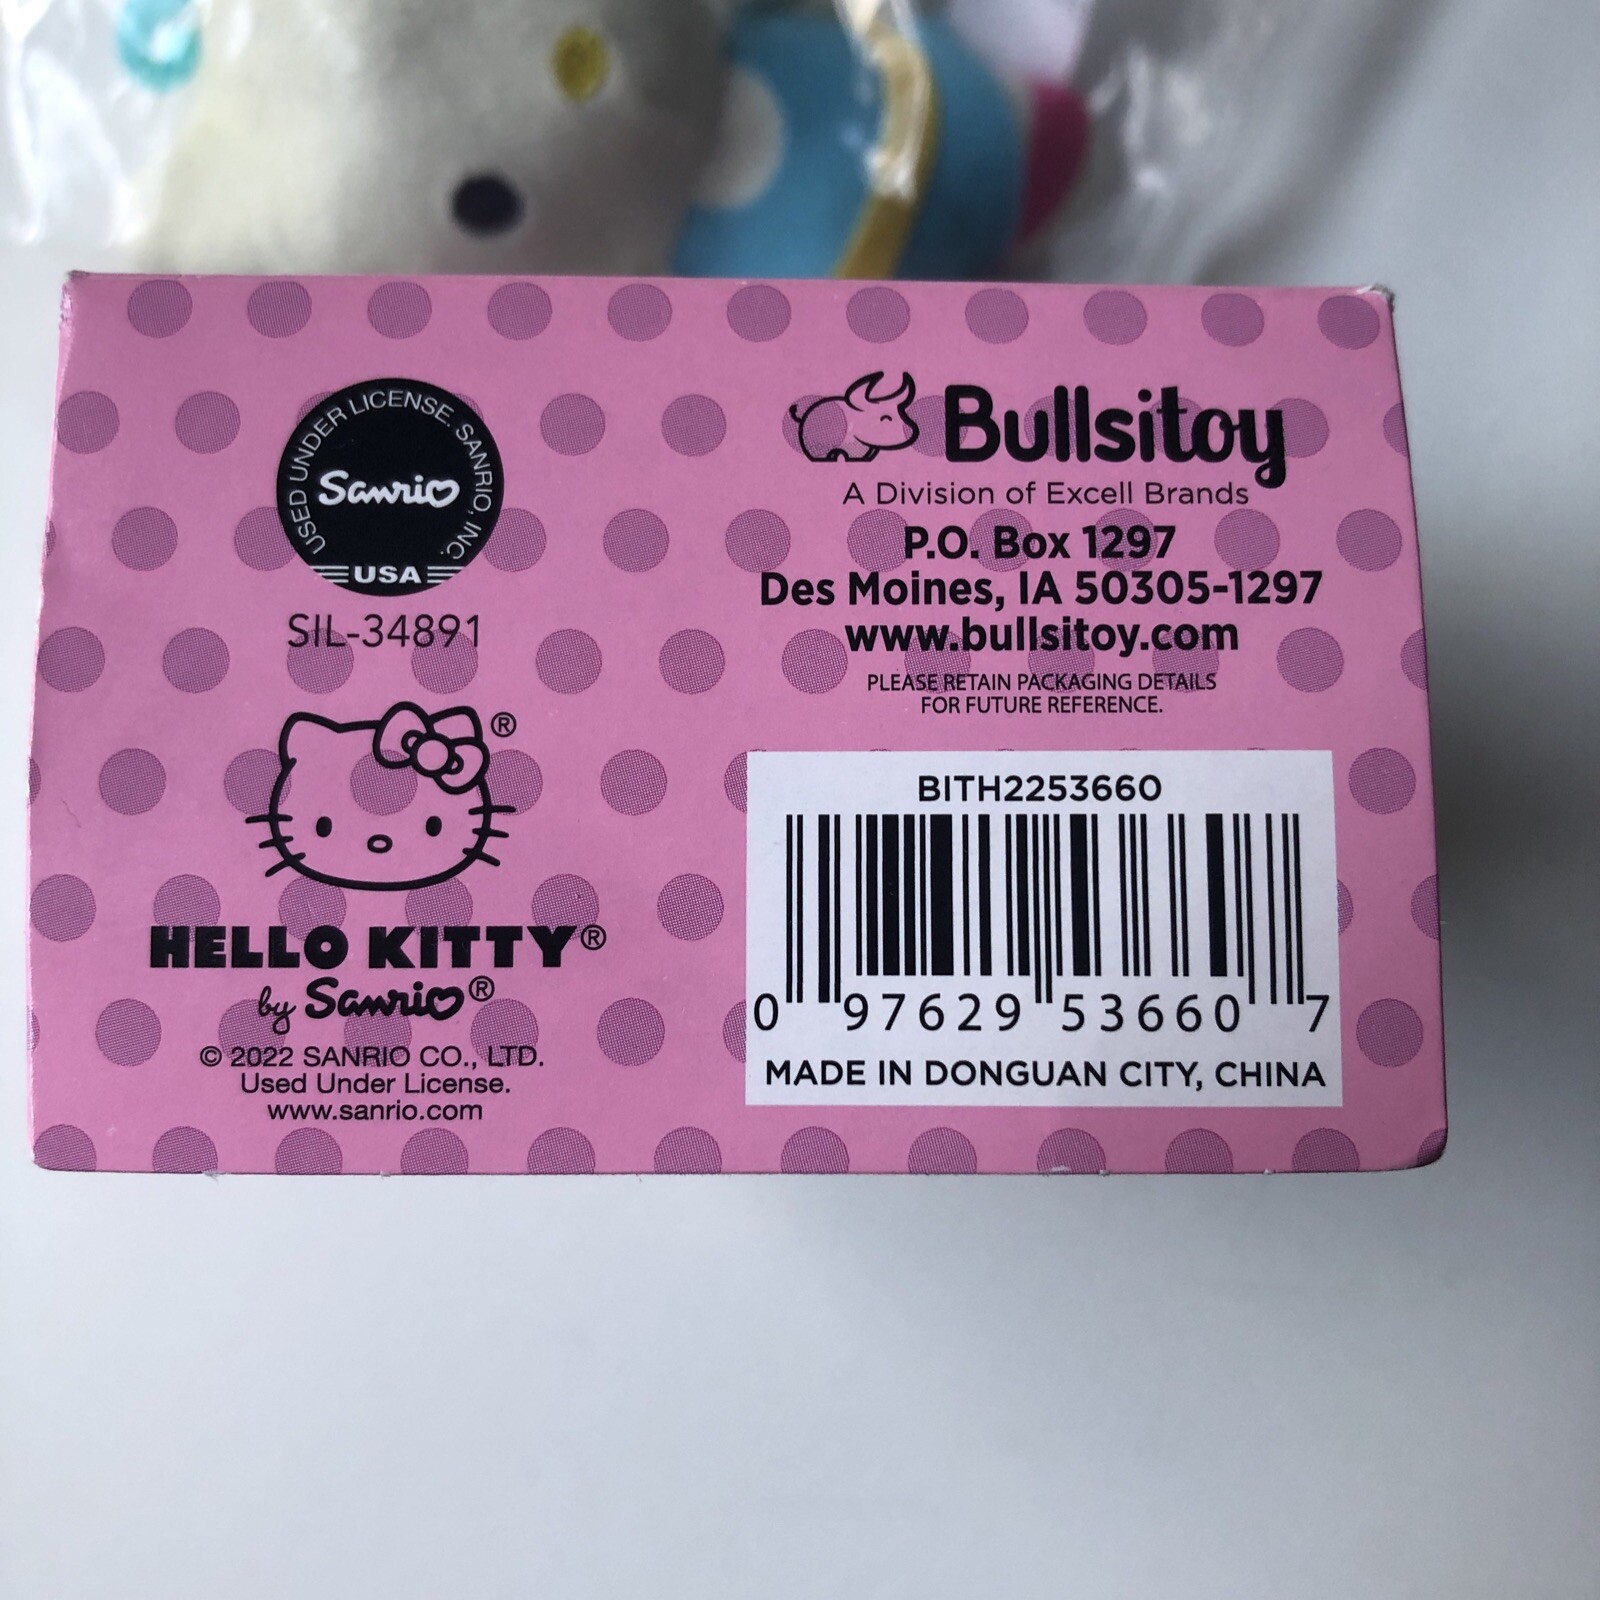 USED UNDER LICENSE. SANRIO, INC.
Sanrio
USA
SIL-34891
®
HELLO KITTY®
by Sanrio®
© 2022 SANRIO CO., LTD.
Used Under License.
www.sanrio.com
Bullsitoy
A Division of Excell Brands
P.O. Box 1297
Des Moines, IA 50305-1297
www.bullsitoy.com
PLEASE RETAIN PACKAGING DETAILS
FOR FUTURE REFERENCE.
BITH2253660
0 97629 53660 7
MADE IN DONGUAN CITY, CHINA